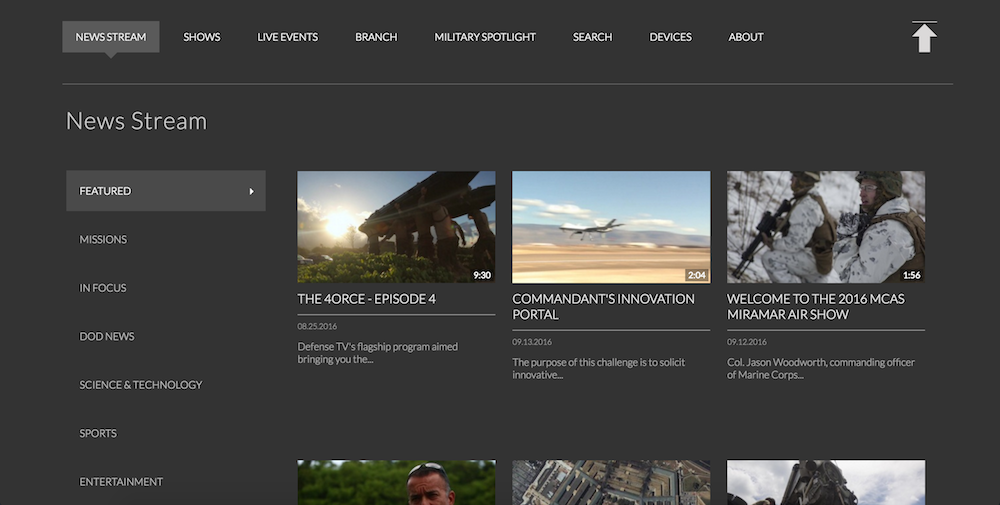 NEWS STREAM
SHOWS
LIVE EVENTS
BRANCH
MILITARY SPOTLIGHT
SEARCH
DEVICES
ABOUT
News Stream
FEATURED
MISSIONS
IN FOCUS
DOD NEWS
SCIENCE & TECHNOLOGY
SPORTS
ENTERTAINMENT
9:30
THE 4ORCE - EPISODE 4
08.25.2016
Defense TV's flagship program aimed
bringing you the...
2:04
COMMANDANT'S INNOVATION
PORTAL
09.13.2016
The purpose of this challenge is to solicit
innovative...
1:56
WELCOME TO THE 2016 MCAS
MIRAMAR AIR SHOW
09.12.2016
Col. Jason Woodworth, commanding officer
of Marine Corps...